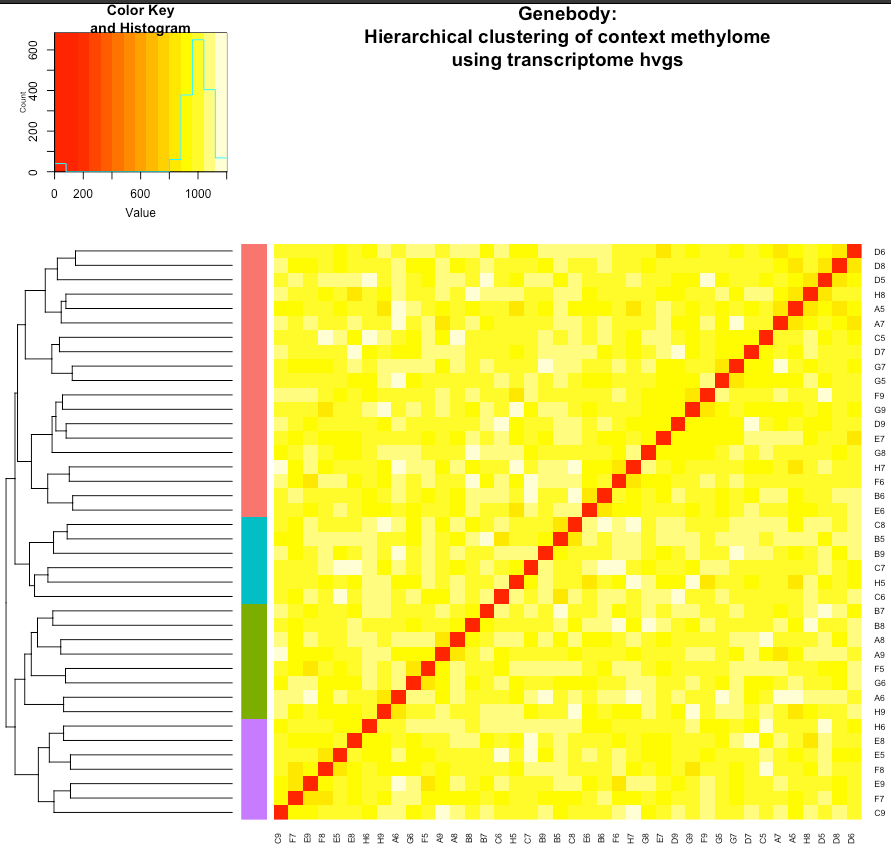 Color Key
and Histogram
Genebody:
Hierarchical clustering of context methylome
using transcriptome hvgs
Count
0 200 400 600
0 200 600 1000
Value
D6
D8
D5
H8
A5
A7
C5
D7
G7
G5
F9
G9
D9
E7
G8
H7
F6
B6
E6
C8
B5
B9
C7
H5
C6
B7
B8
A8
A9
F5
G6
A6
H9
H6
E8
E5
F8
E9
F7
C9
C9 F7 E9 F8 E5 E8 H6 H9 A6 G6 F5 A9 A8 B8 B7 C6 H5 C7 B9 B5 C8 E6 B6 F6 H7 G8 E7 D9 G9 F9 G5 G7 D7 C5 A7 A5 H8 D5 D8 D6